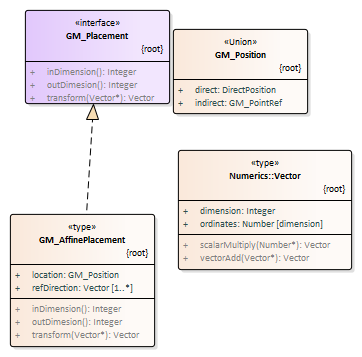 «interface»
GM_Placement
{root}
+ inDimension(): Integer
+ outDimesion(): Integer
+ transform(Vector*): Vector
«Union»
GM_Position
{root}
+ direct: DirectPosition
+ indirect: GM_PointRef
«type»
Numerics::Vector
{root}
+ dimension: Integer
+ ordinates: Number [dimension]
+ scalarMultiply(Number*): Vector
+ vectorAdd(Vector*): Vector
«type»
GM_AffinePlacement
{root}
+ location: GM_Position
+ refDirection: Vector [1..*]
+ inDimension(): Integer
+ outDimesion(): Integer
+ transform(Vector*): Vector